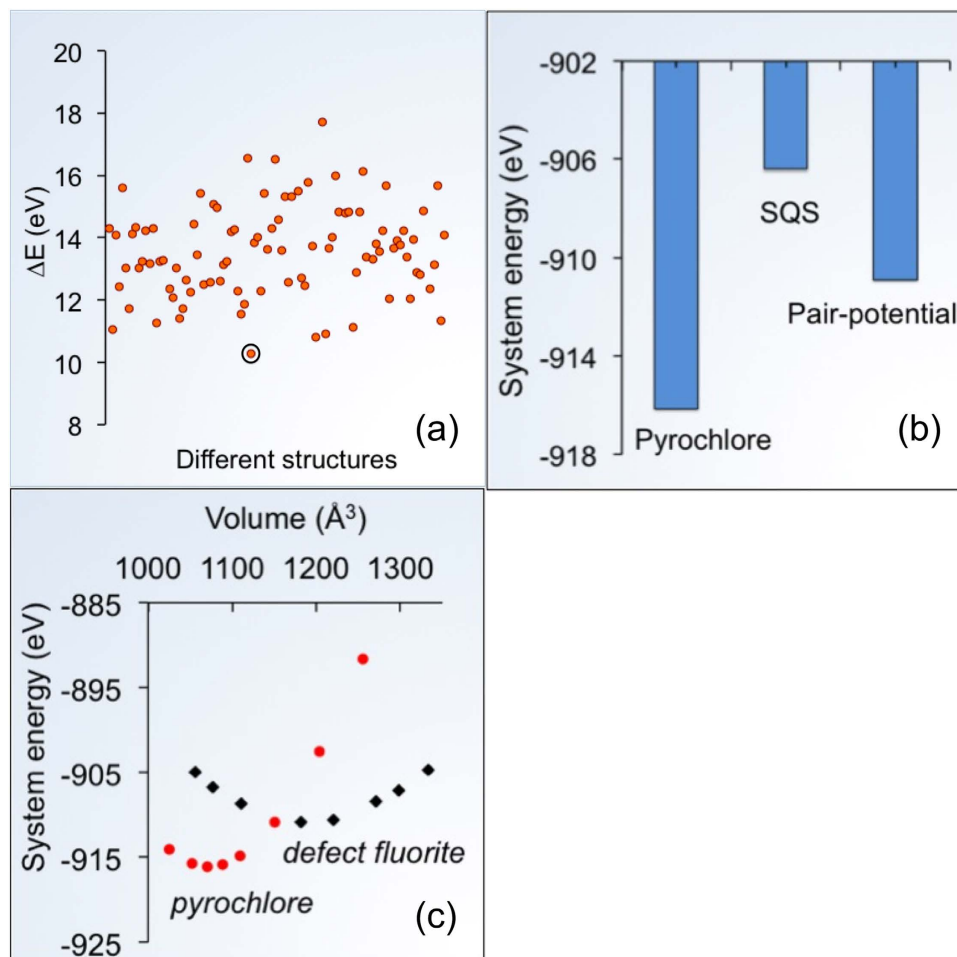 20
18
16
14
12
10
8
ΔE (eV)
Different structures
(a)
-902
-906
-910
-914
-918
System energy (eV)
SQS
Pair-potential
Pyrochlore
(b)
Volume (Å³)
1000 1100 1200 1300
-885
-895
-905
-915
-925
System energy (eV)
defect fluorite
pyrochlore
(c)